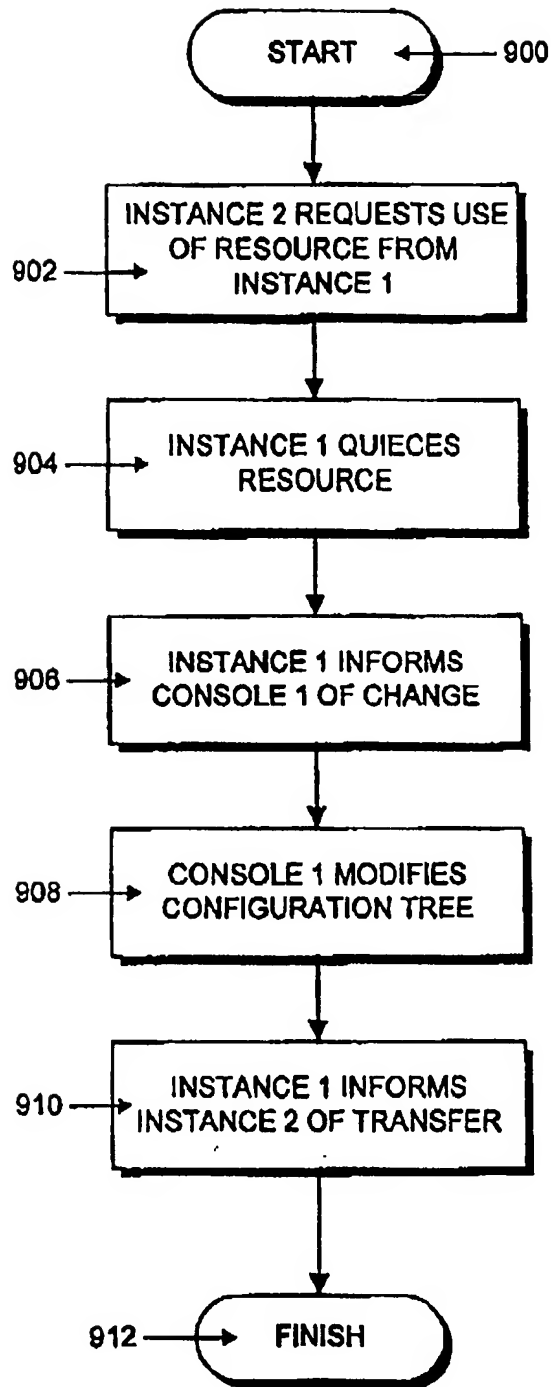 START
900
INSTANCE 2 REQUESTS USE
OF RESOURCE FROM
INSTANCE 1
902
INSTANCE 1 QUIECES
RESOURCE
904
INSTANCE 1 INFORMS
CONSOLE 1 OF CHANGE
906
CONSOLE 1 MODIFIES
CONFIGURATION TREE
908
INSTANCE 1 INFORMS
INSTANCE 2 OF TRANSFER
910
FINISH
912